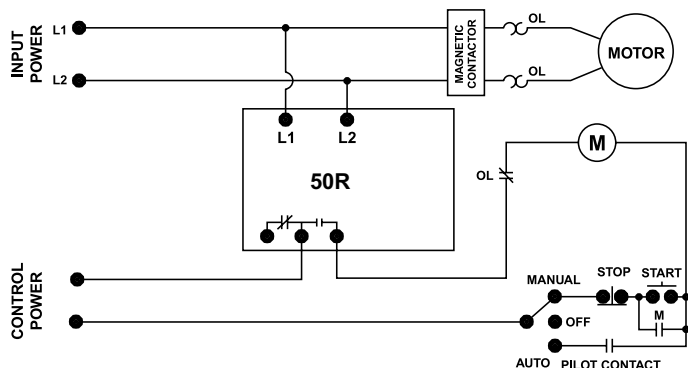 INPUT POWER
L1
L2
MAGNETIC CONTACTOR
OL
OL
MOTOR
L1
L2
50R
OL
M
CONTROL POWER
MANUAL
OFF
AUTO
STOP
START
M
PILOT CONTACT